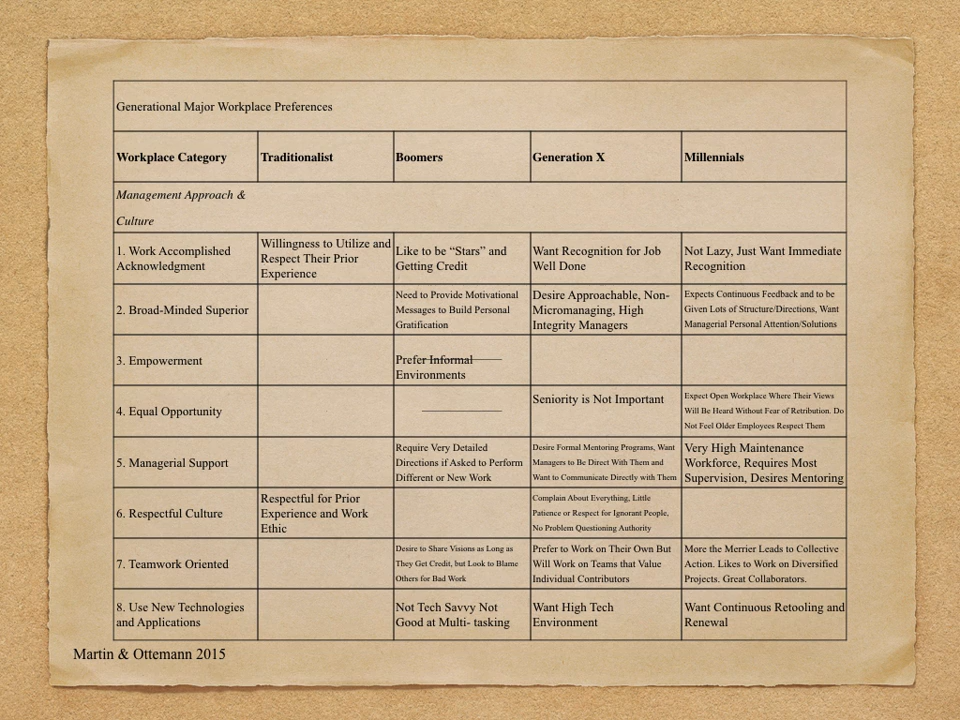 Generational Major Workplace Preferences
Workplace Category Traditionalist Boomers Generation X Millennials
Management Approach &
Culture
1. Work Accomplished
Acknowledgment
Willingness to Utilize and
Respect Their Prior
Experience
Like to be “Stars” and
Getting Credit
Want Recognition for Job
Well Done
Not Lazy, Just Want Immediate
Recognition
2. Broad-Minded Superior
Need to Provide Motivational
Messages to Build Personal
Gratification
Desire Approachable, Non-
Micromanaging, High
Integrity Managers
Expects Continuous Feedback and to be
Given Lots of Structure/Directions, Want
Managerial Personal Attention/Solutions
3. Empowerment
Prefer Informal
Environments
4. Equal Opportunity
Seniority is Not Important
Expect Open Workplace Where Their Views
Will Be Heard Without Fear of Retribution. Do
Not Feel Older Employees Respect Them
5. Managerial Support
Require Very Detailed
Directions if Asked to Perform
Different or New Work
Desire Formal Mentoring Programs, Want
Managers to Be Direct With Them and
Want to Communicate Directly with Them
Very High Maintenance
Workforce, Requires Most
Supervision, Desires Mentoring
6. Respectful Culture
Respectful for Prior
Experience and Work
Ethic
Complain About Everything, Little
Patience or Respect for Ignorant People,
No Problem Questioning Authority
7. Teamwork Oriented
Desire to Share Visions as Long as
They Get Credit, but Look to Blame
Others for Bad Work
Prefer to Work on Their Own But
Will Work on Teams that Value
Individual Contributors
More the Merrier Leads to Collective
Action. Likes to Work on Diversified
Projects. Great Collaborators.
8. Use New Technologies
and Applications
Not Tech Savvy Not
Good at Multi- tasking
Want High Tech
Environment
Want Continuous Retooling and
Renewal
Martin & Ottemann 2015